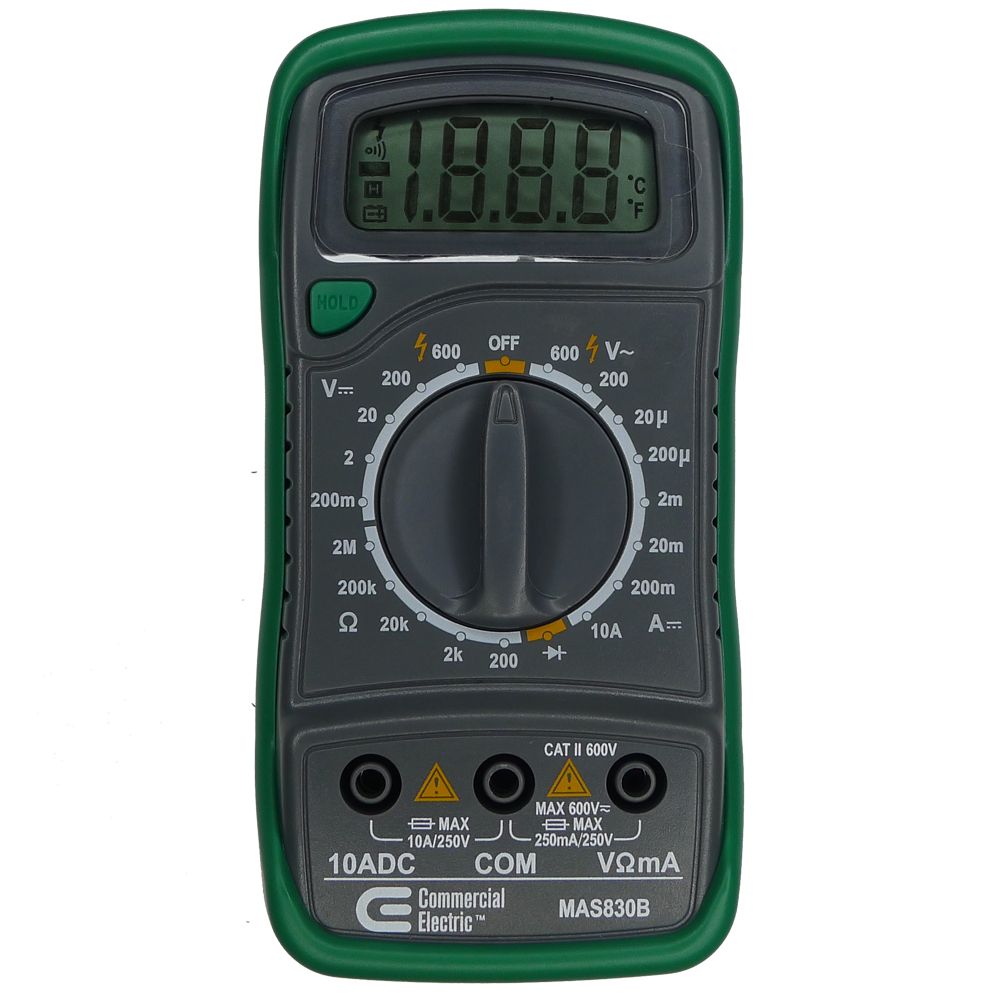 1.8.8.8
°C
°F
HOLD
600 OFF 600 V~
V⎓ 200 200
20 20µ
2 200µ
200m 2m
2M 20m
200k 200m
Ω 20k 10A A⎓
2k 200
CAT II 600V
MAX 600V≂
MAX MAX
10A/250V 250mA/250V
10ADC COM VΩmA
CE Commercial
Electric™ MAS830B